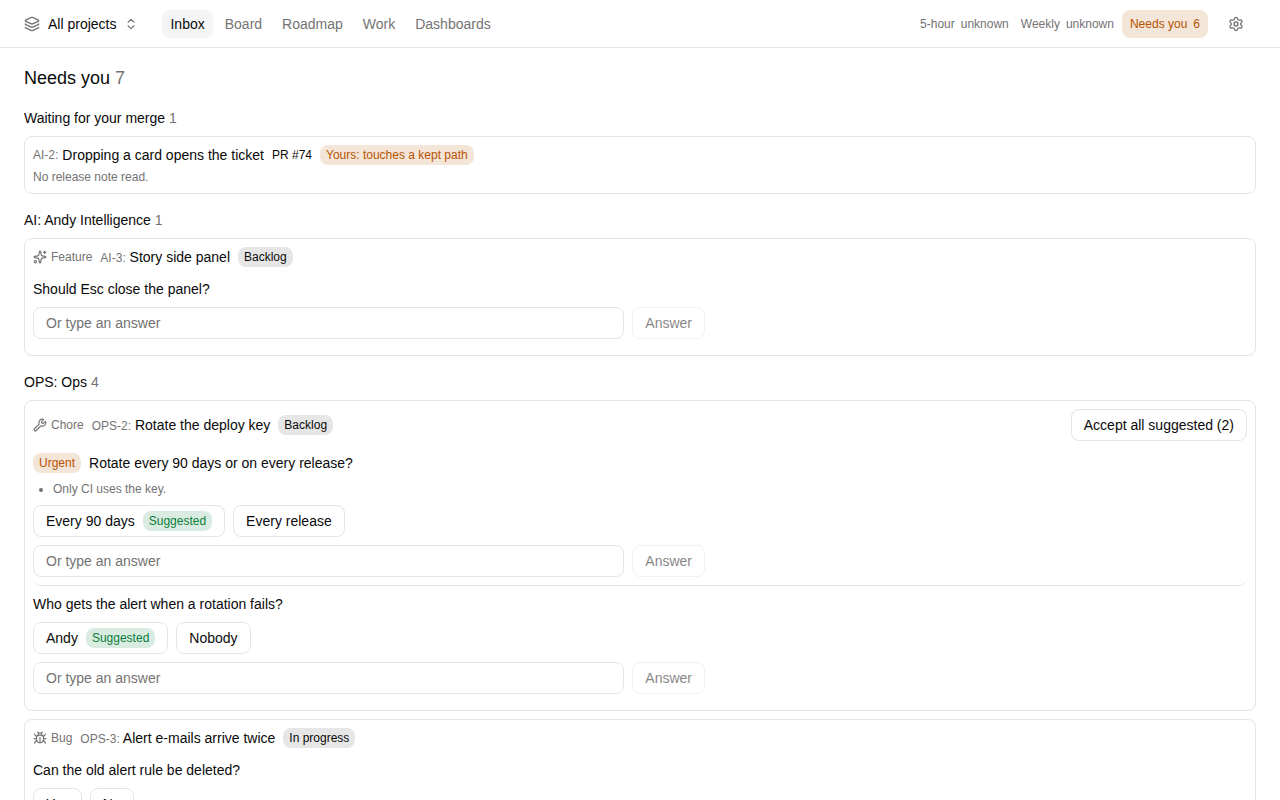 All projects Inbox Board Roadmap Work Dashboards 5-hour unknown Weekly unknown Needs you 6
Needs you 7
Waiting for your merge 1
AI-2: Dropping a card opens the ticket PR #74 Yours: touches a kept path
No release note read.
AI: Andy Intelligence 1
Feature AI-3: Story side panel Backlog
Should Esc close the panel?
Or type an answer Answer
OPS: Ops 4
Chore OPS-2: Rotate the deploy key Backlog Accept all suggested (2)
Urgent Rotate every 90 days or on every release?
• Only CI uses the key.
Every 90 days Suggested Every release
Or type an answer Answer
Who gets the alert when a rotation fails?
Andy Suggested Nobody
Or type an answer Answer
Bug OPS-3: Alert e-mails arrive twice In progress
Can the old alert rule be deleted?